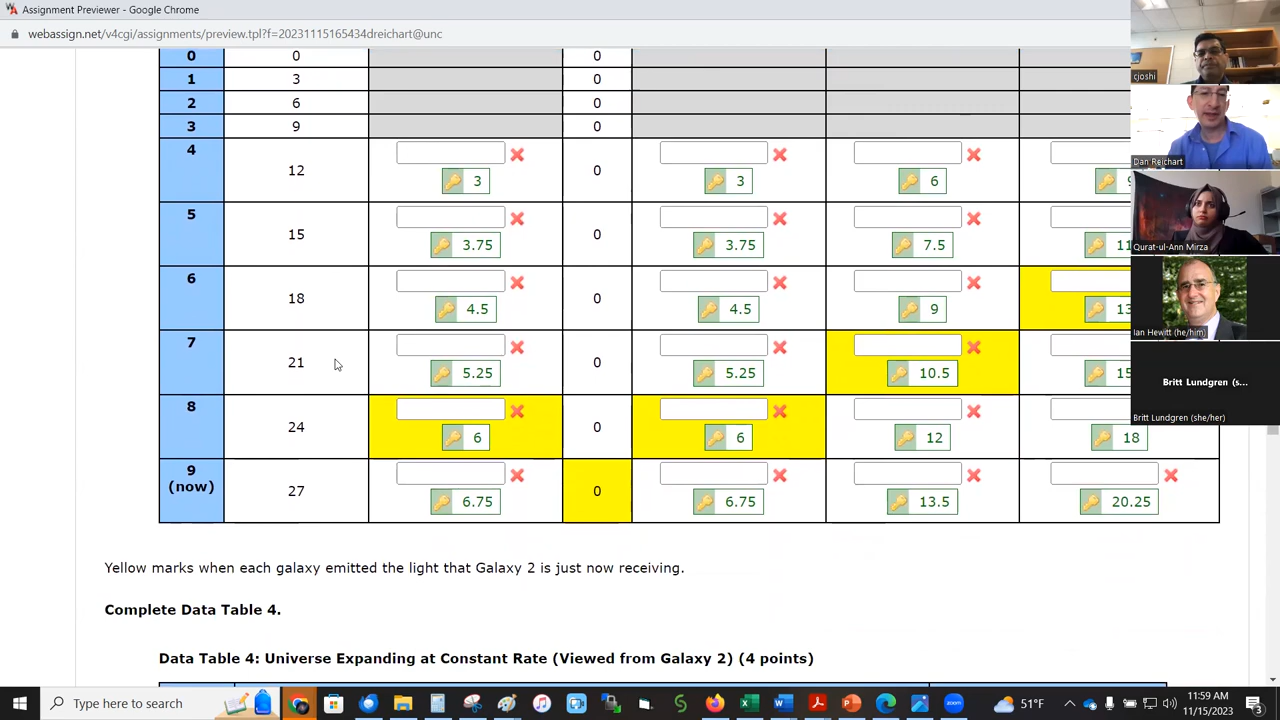 Assignment Previewer - Google Chrome
webassign.net/v4cgi/assignments/preview.tpl?f=20231115165434dreichart@unc
0 0 0
1 3 0
2 6 0
3 9 0
4 12 3 0 3 6
5 15 3.75 0 3.75 7.5 11
6 18 4.5 0 4.5 9 13
7 21 5.25 0 5.25 10.5 15
8 24 6 0 6 12 18
9 (now) 27 6.75 0 6.75 13.5 20.25
Yellow marks when each galaxy emitted the light that Galaxy 2 is just now receiving.
Complete Data Table 4.
Data Table 4: Universe Expanding at Constant Rate (Viewed from Galaxy 2) (4 points)
cjoshi
Dan Reichart
Qurat-ul-Ann Mirza
Ian Hewitt (he/him)
Britt Lundgren (s...
Britt Lundgren (she/her)
Type here to search
51°F
11:59 AM
11/15/2023
3